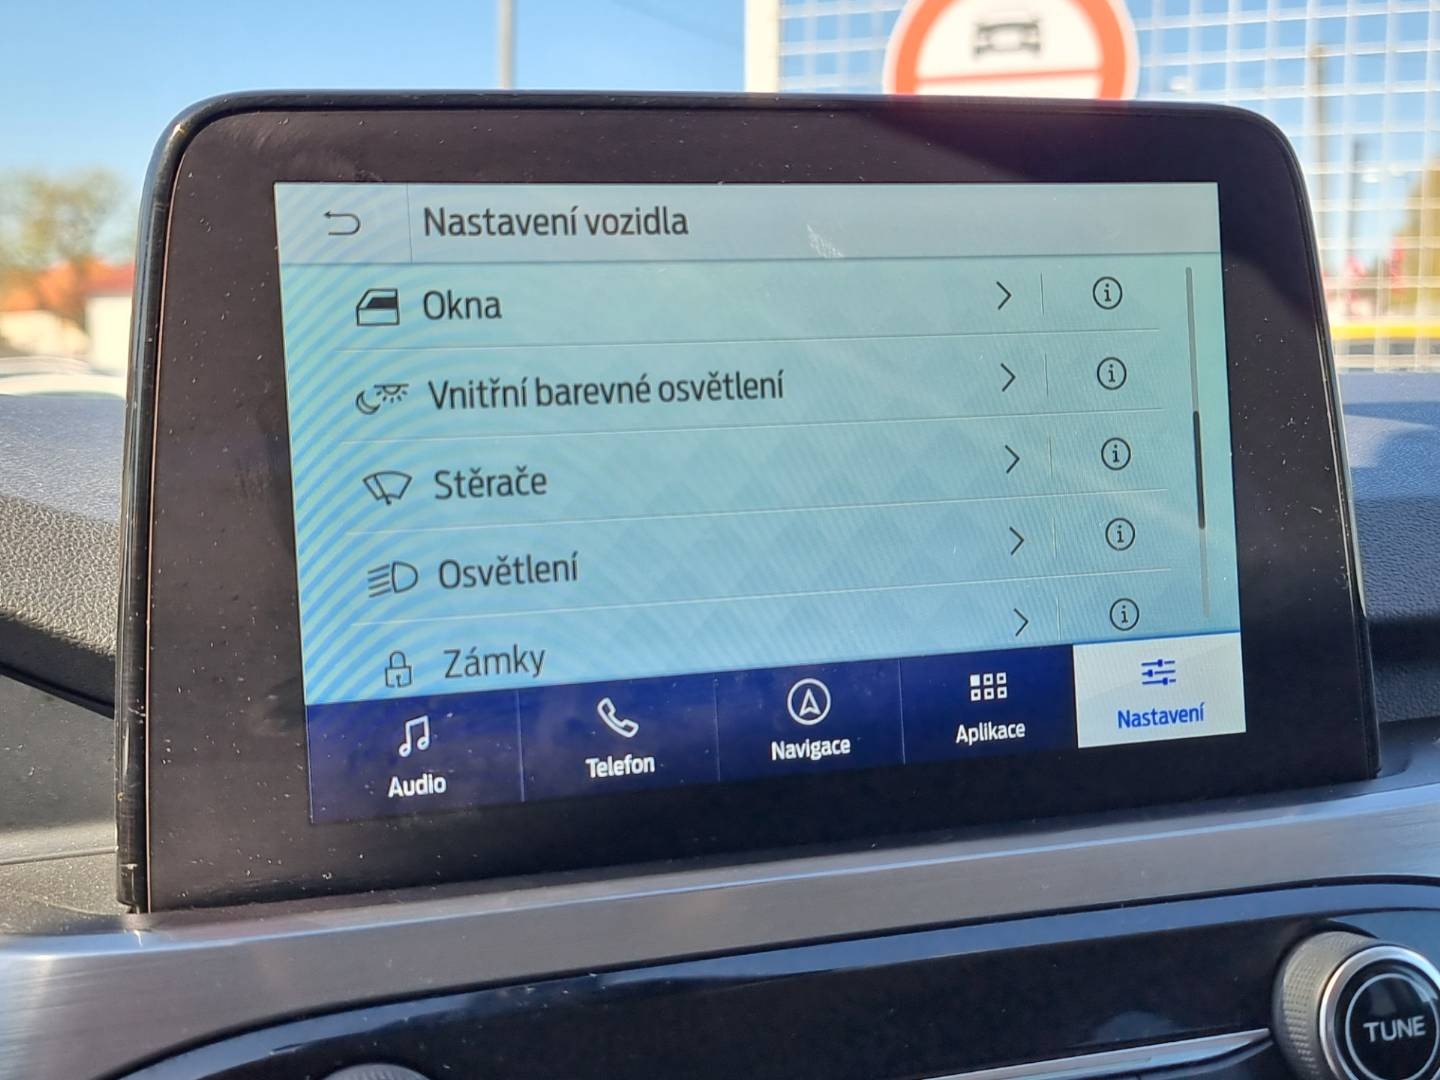 Nastavení vozidla
Okna
Vnitřní barevné osvětlení
Stěrače
Osvětlení
Zámky
Audio
Telefon
Navigace
Aplikace
Nastavení
TUNE